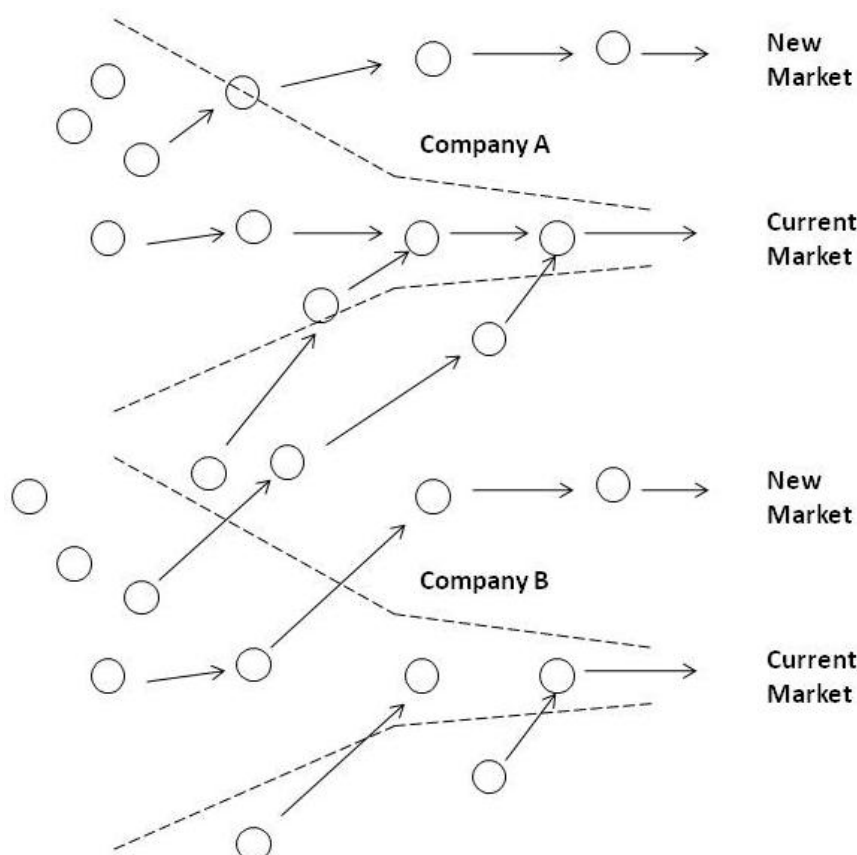 New
Market
Company A
Current
Market
New
Market
Company B
Current
Market